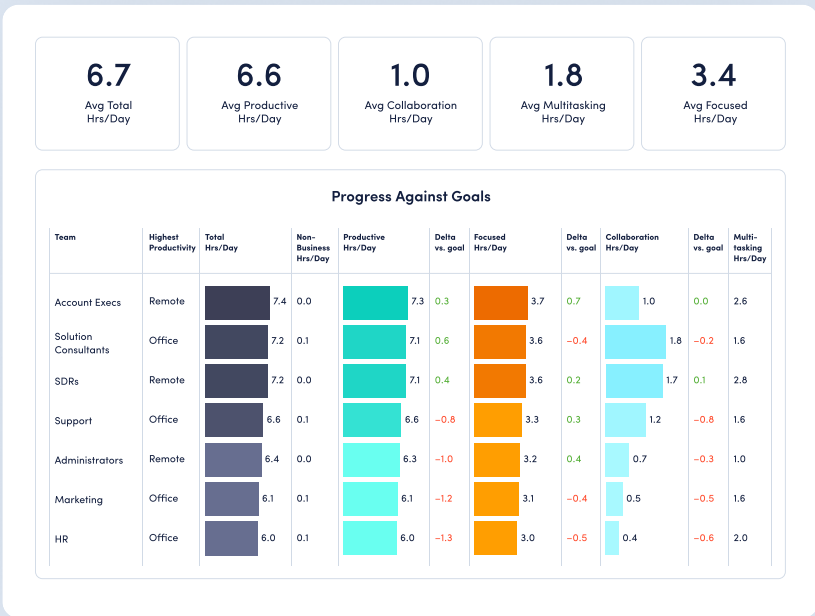 6.7
Avg Total
Hrs/Day
6.6
Avg Productive
Hrs/Day
1.0
Avg Collaboration
Hrs/Day
1.8
Avg Multitasking
Hrs/Day
3.4
Avg Focused
Hrs/Day
Progress Against Goals
Team
Highest
Productivity
Total
Hrs/Day
Non-
Business
Hrs/Day
Productive
Hrs/Day
Delta
vs. goal
Focused
Hrs/Day
Delta
vs. goal
Collaboration
Hrs/Day
Delta
vs. goal
Multi-
tasking
Hrs/Day
Account Execs Remote 7.4 0.0 7.3 0.3 3.7 0.7 1.0 0.0 2.6
Solution
Consultants Office 7.2 0.1 7.1 0.6 3.6 –0.4 1.8 –0.2 1.6
SDRs Remote 7.2 0.0 7.1 0.4 3.6 0.2 1.7 0.1 2.8
Support Office 6.6 0.1 6.6 –0.8 3.3 0.3 1.2 –0.8 1.6
Administrators Remote 6.4 0.0 6.3 –1.0 3.2 0.4 0.7 –0.3 1.0
Marketing Office 6.1 0.1 6.1 –1.2 3.1 –0.4 0.5 –0.5 1.6
HR Office 6.0 0.1 6.0 –1.3 3.0 –0.5 0.4 –0.6 2.0